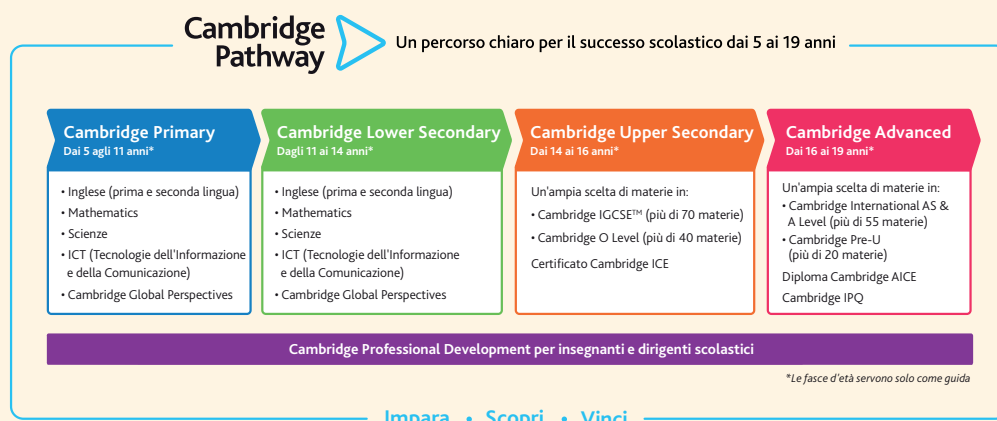 Cambridge
Pathway
Un percorso chiaro per il successo scolastico dai 5 ai 19 anni
Cambridge Primary
Dai 5 agli 11 anni*
• Inglese (prima e seconda lingua)
• Mathematics
• Scienze
• ICT (Tecnologie dell'Informazione
e della Comunicazione)
• Cambridge Global Perspectives
Cambridge Lower Secondary
Dagli 11 ai 14 anni*
• Inglese (prima e seconda lingua)
• Mathematics
• Scienze
• ICT (Tecnologie dell'Informazione
e della Comunicazione)
• Cambridge Global Perspectives
Cambridge Upper Secondary
Dai 14 ai 16 anni*
Un'ampia scelta di materie in:
• Cambridge IGCSE™ (più di 70 materie)
• Cambridge O Level (più di 40 materie)
Certificato Cambridge ICE
Cambridge Advanced
Dai 16 ai 19 anni*
Un'ampia scelta di materie in:
• Cambridge International AS &
A Level (più di 55 materie)
• Cambridge Pre-U
(più di 20 materie)
Diploma Cambridge AICE
Cambridge IPQ
Cambridge Professional Development per insegnanti e dirigenti scolastici
*Le fasce d'età servono solo come guida
Impara • Scopri • Vinci